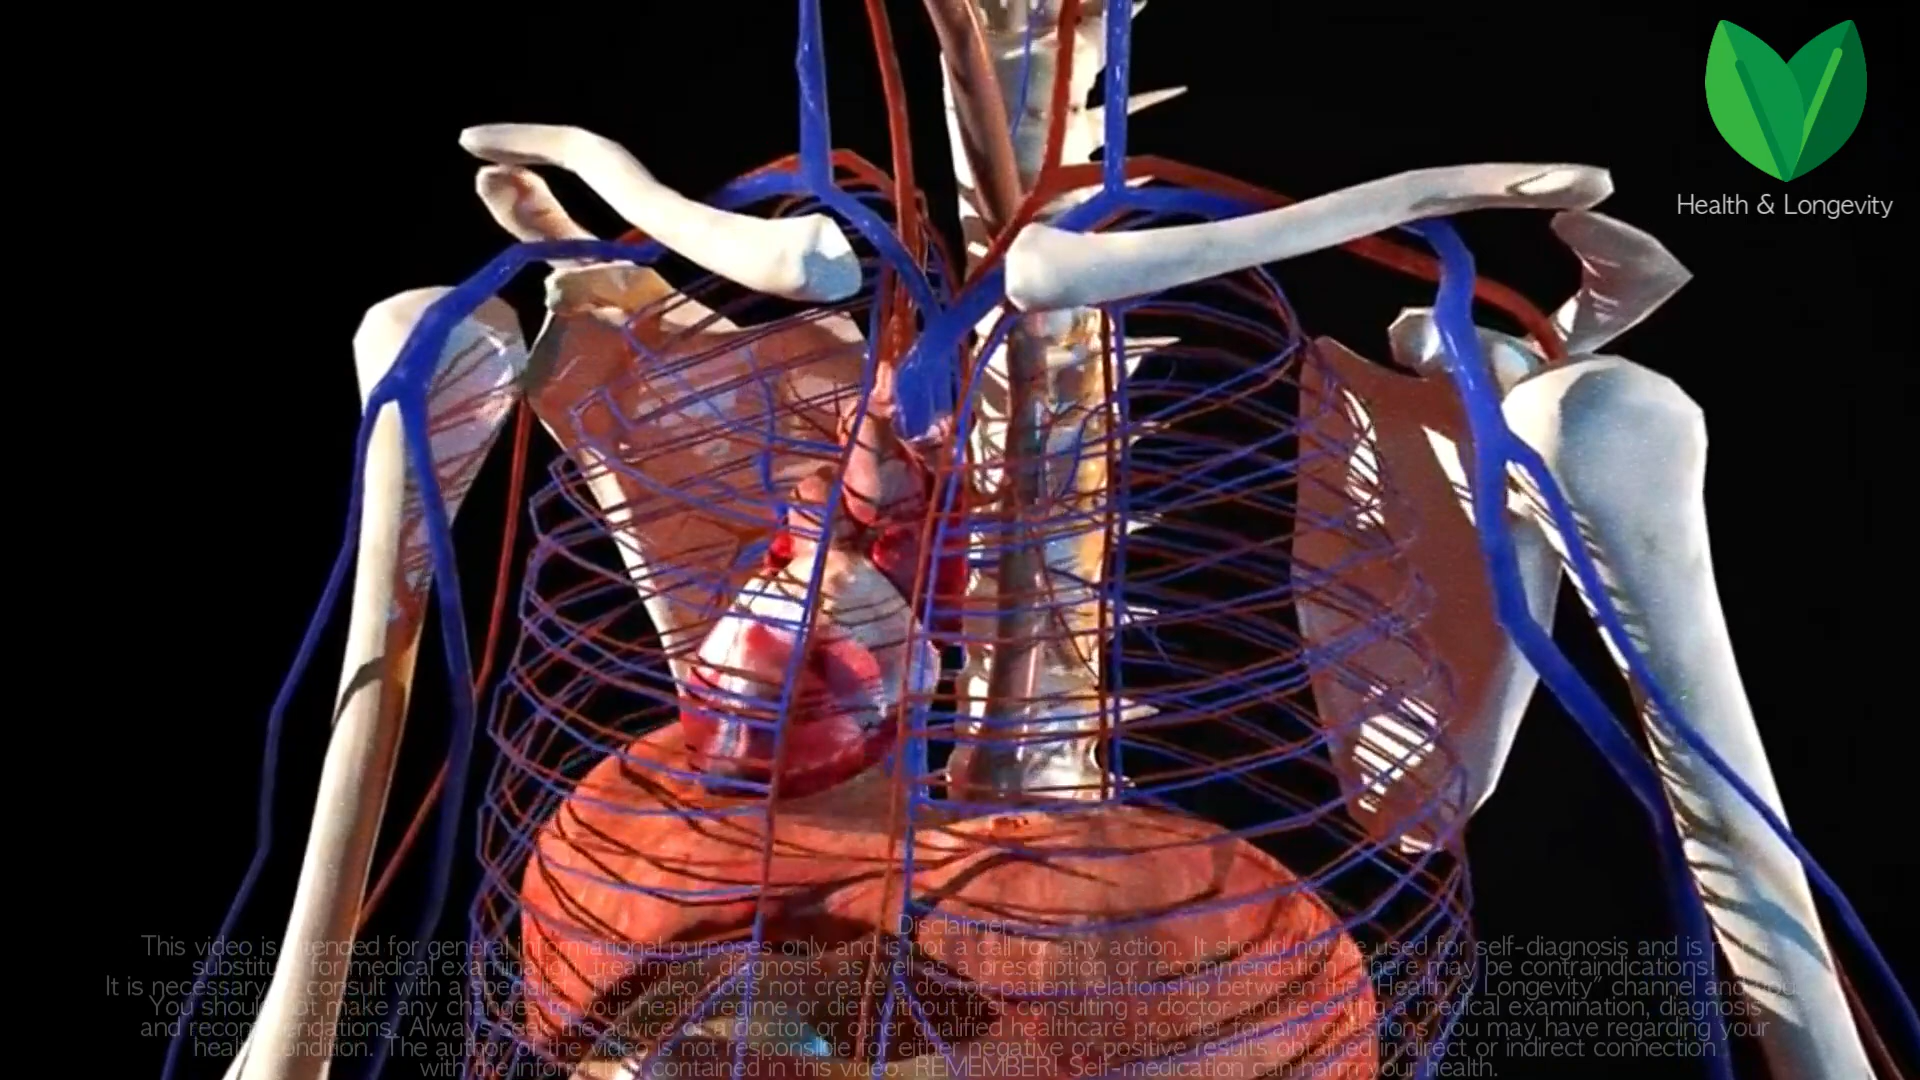 Health & Longevity
Disclaimer
This video is intended for general informational purposes only and is not a call for any action. It should not be used for self-diagnosis and is
substitute for medical examination, treatment, diagnosis, as well as a prescription or recommendation. There may be contraindications!
It is necessary to consult with a specialist. This video does not create a doctor-patient relationship between the "Health & Longevity" channel and you
You should not make any changes to your health regime or diet without first consulting a doctor and receiving a medical examination, diagnosis
and recommendations. Always seek the advice of a doctor or other qualified healthcare provider for any questions you may have regarding your
health condition. The author of the video is not responsible for either negative or positive results obtained in direct or indirect connection
with the information contained in this video. REMEMBER! Self-medication can harm your health.